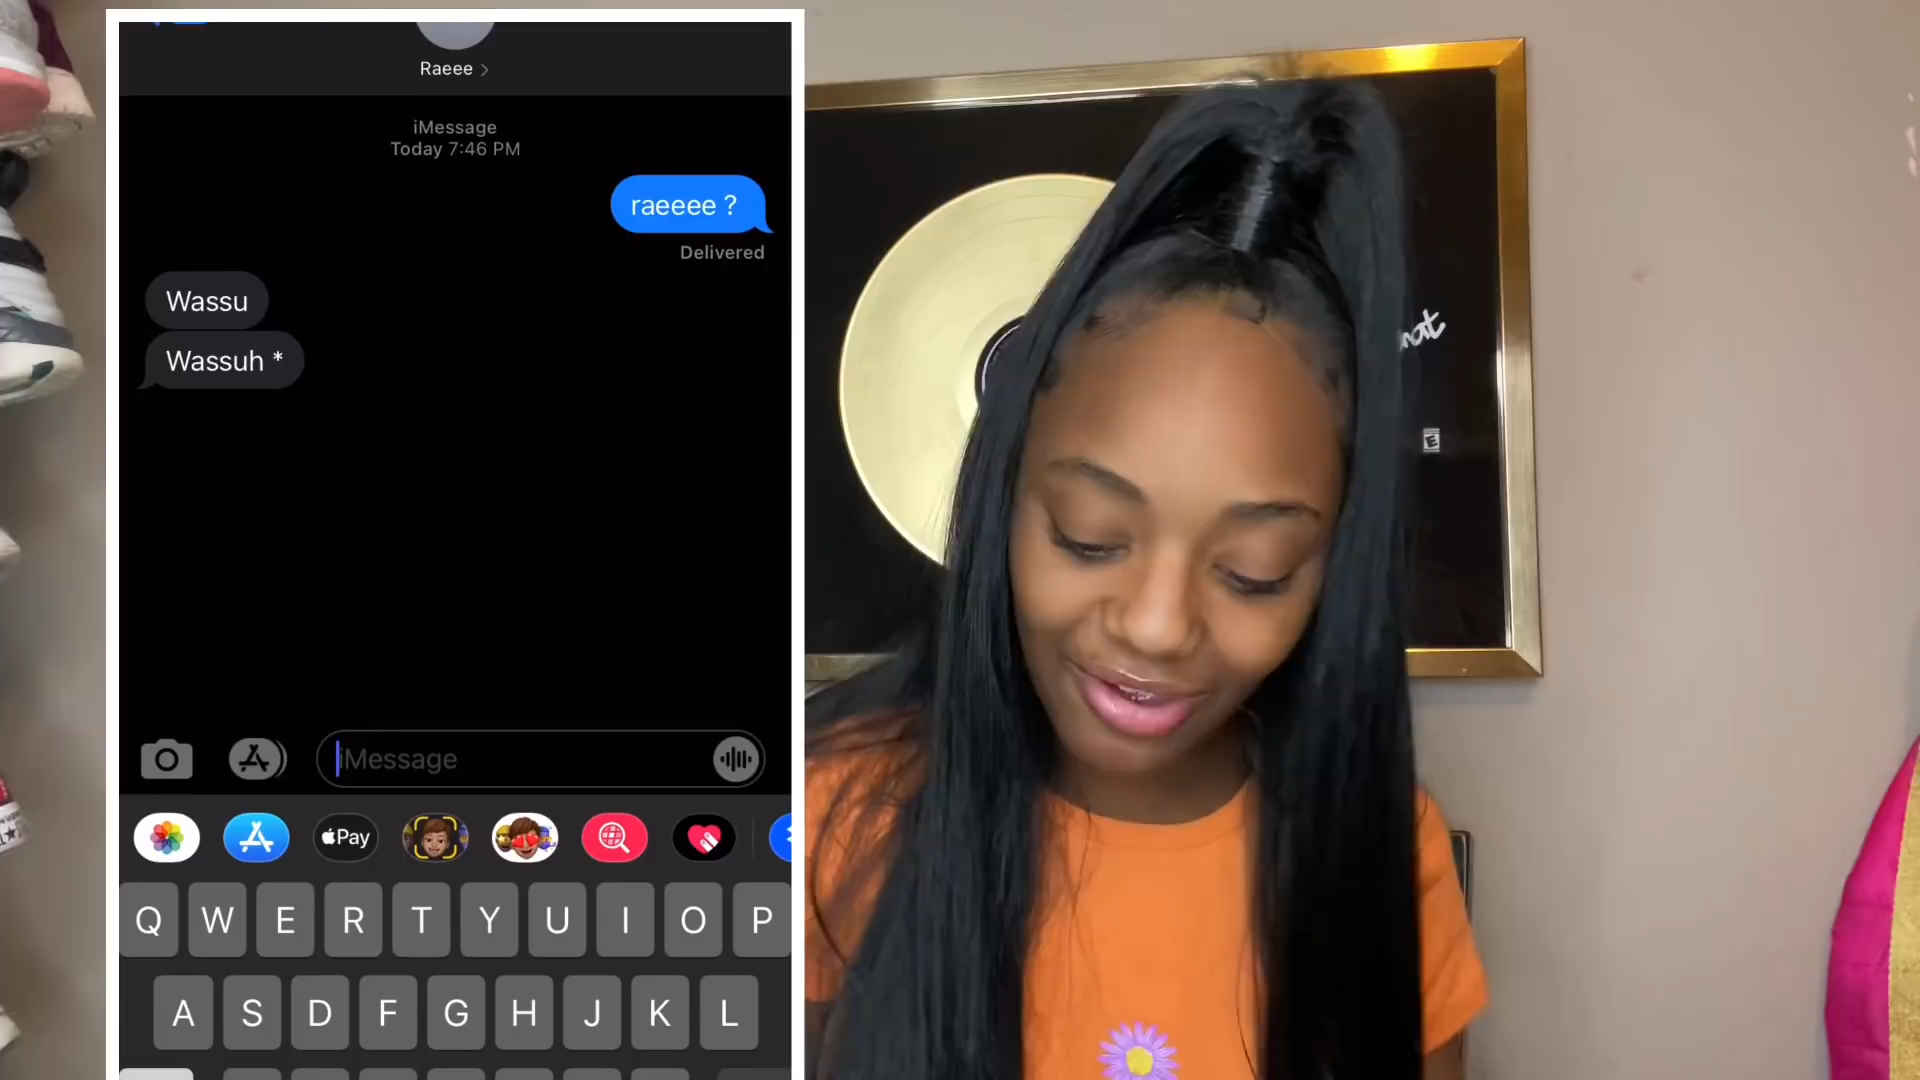 Raeee
iMessage
Today 7:46 PM
raeeee ?
Delivered
Wassu
Wassuh *
iMessage
Pay
Q W E R T Y U I O P
A S D F G H J K L
E